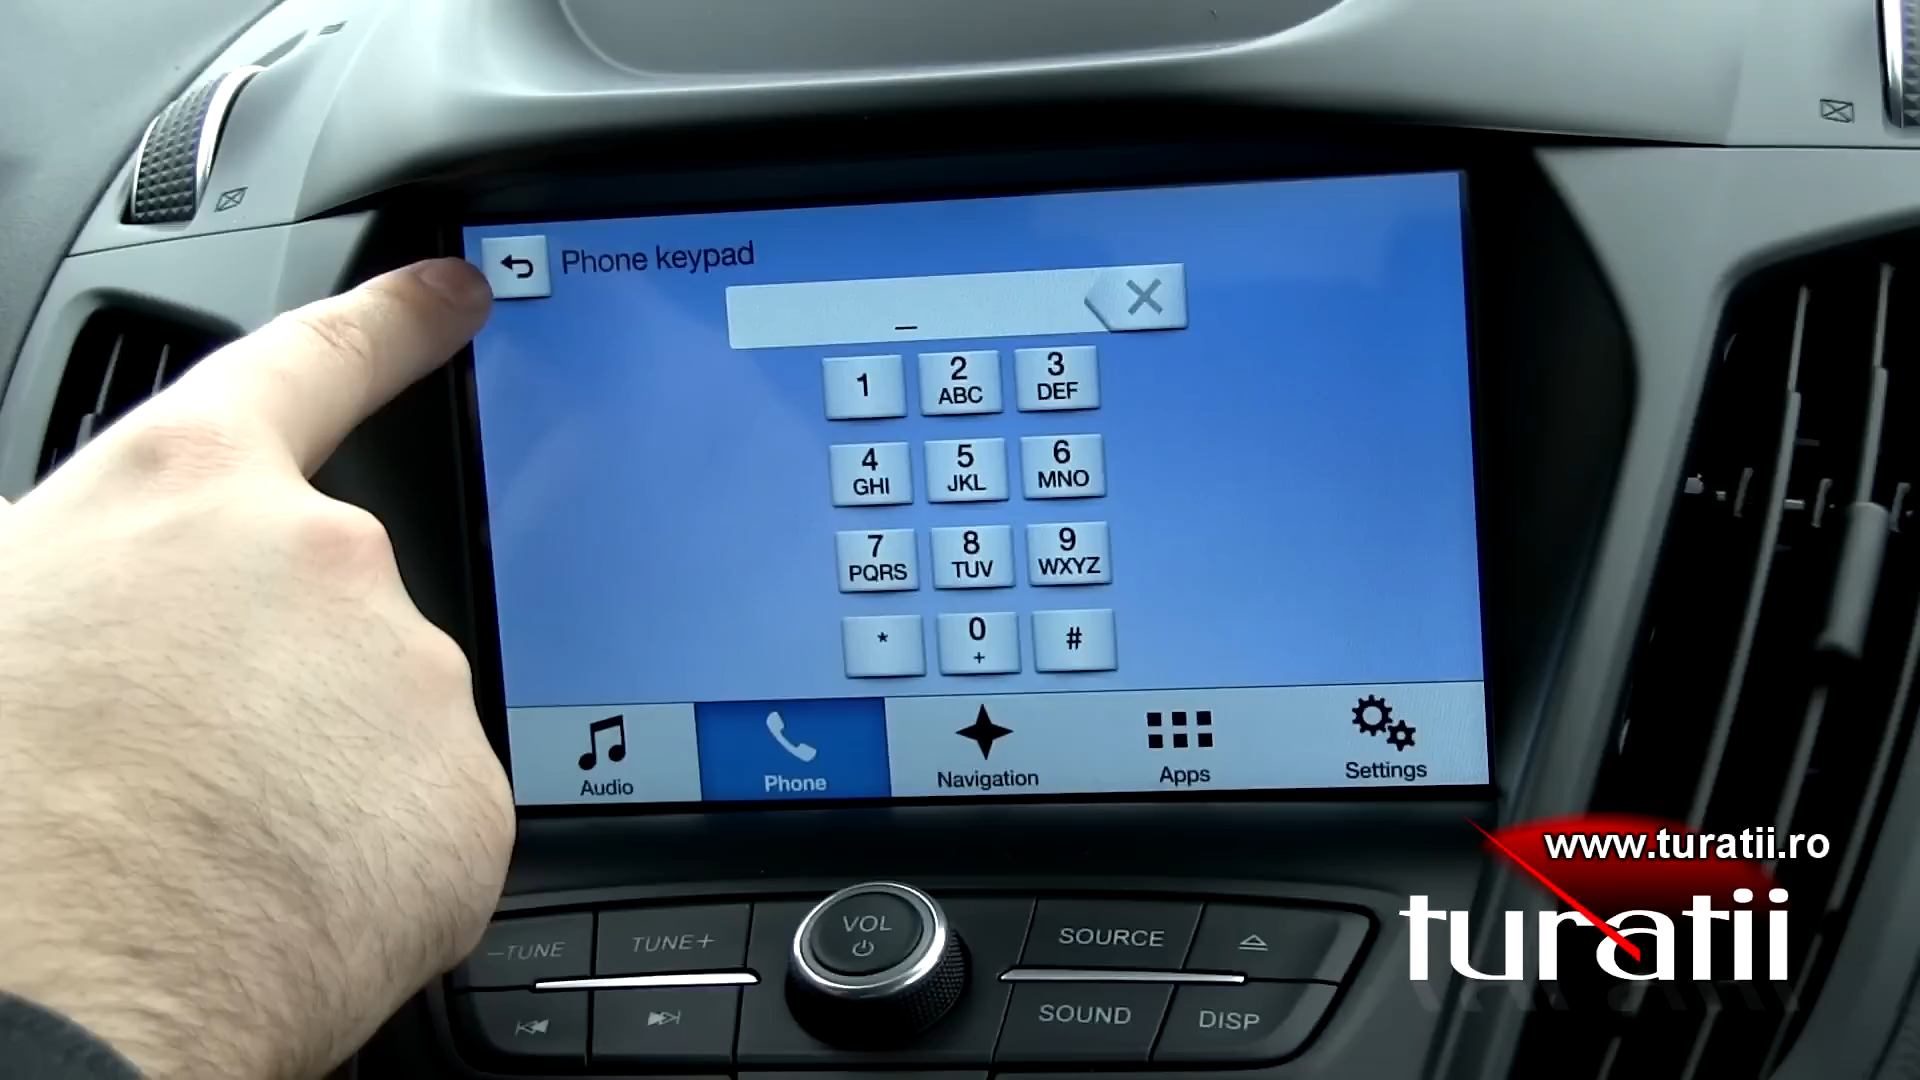 Phone keypad
_
1
2
ABC
3
DEF
4
GHI
5
JKL
6
MNO
7
PQRS
8
TUV
9
WXYZ
*
0
+
#
Audio
Phone
Navigation
Apps
Settings
www.turatii.ro
turatii
VOL
-TUNE
TUNE+
SOURCE
SOUND
DISP